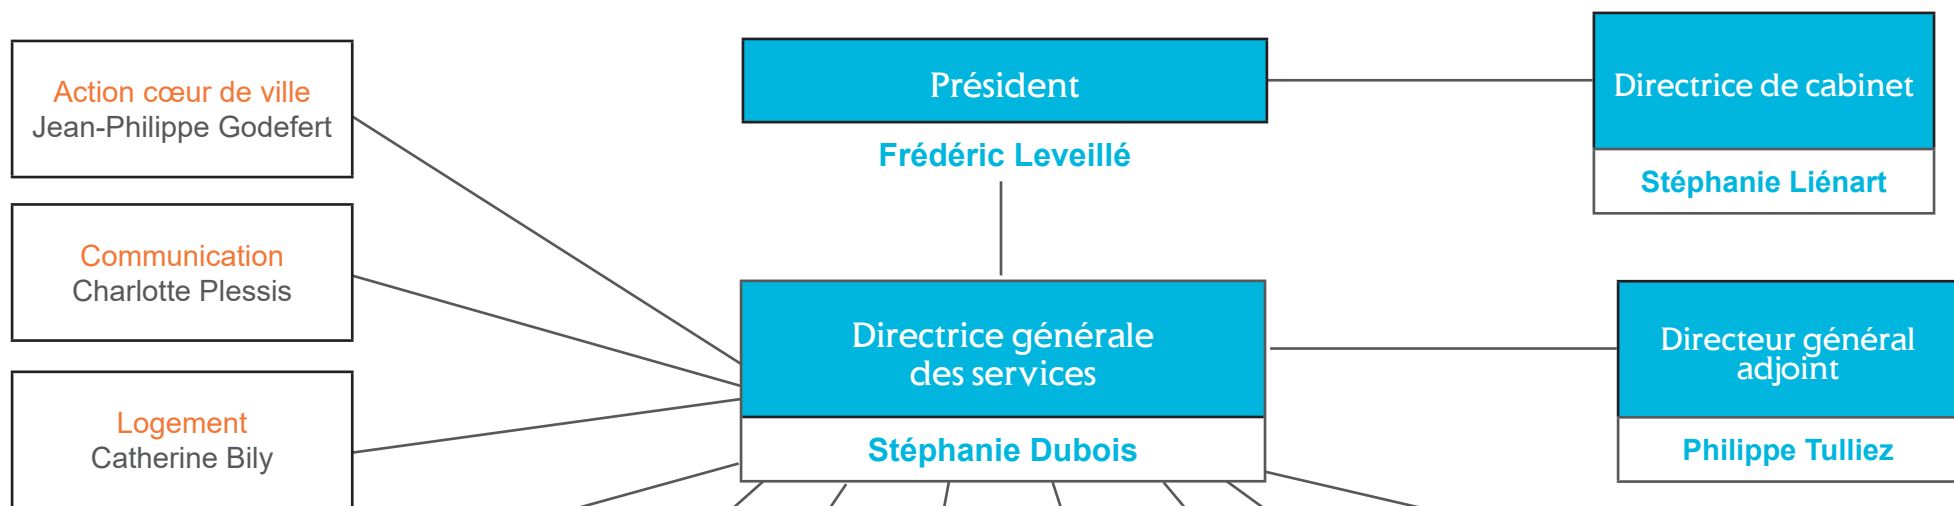 Action cœur de ville
Jean-Philippe Godefert
Communication
Charlotte Plessis
Logement
Catherine Bily
Président
Frédéric Leveillé
Directrice de cabinet
Stéphanie Liénart
Directrice générale
des services
Stéphanie Dubois
Directeur général
adjoint
Philippe Tulliez